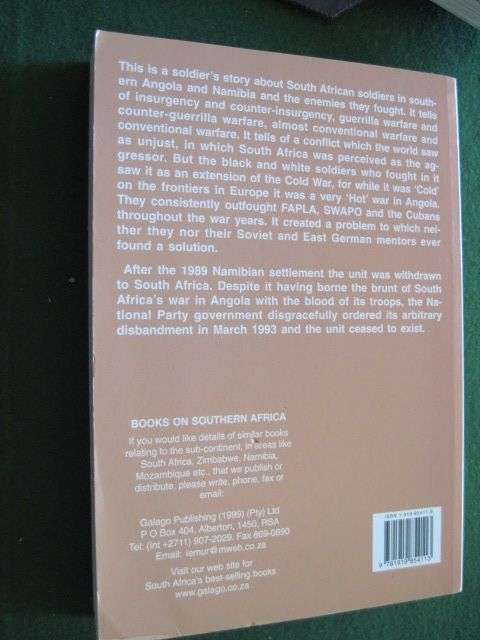 This is a soldier's story about South African soldiers in south-
ern Angola and Namibia and the enemies they fought. It tells
of insurgency and counter-insurgency, guerrilla warfare and
counter-guerrilla warfare, almost conventional warfare and
conventional warfare. It tells of a conflict which the world saw
as unjust, in which South Africa was perceived as the ag-
gressor. But the black and white soldiers who fought in it
saw it as an extension of the Cold War, for while it was 'Cold'
on the frontiers in Europe it was a very 'Hot' war in Angola.
They consistently outfought FAPLA, SWAPO and the Cubans
throughout the war years. It created a problem to which nei-
ther they nor their Soviet and East German mentors ever
found a solution.
After the 1989 Namibian settlement the unit was withdrawn
to South Africa. Despite it having borne the brunt of South
Africa's war in Angola with the blood of its troops, the Na-
tional Party government disgracefully ordered its arbitrary
disbandment in March 1993 and the unit ceased to exist.
BOOKS ON SOUTHERN AFRICA
If you would like details of similar books
relating to the sub-continent, in areas like
South Africa, Zimbabwe, Namibia,
Mozambique etc., that we publish or
distribute, please write, phone, fax or
email:
Galago Publishing (1999) (Pty) Ltd
P O Box 404, Alberton, 1450, RSA
Tel: (Int +2711) 907-2029. Fax 869-0890
Email: lemur@mweb.co.za
Visit our web site for
South Africa's best-selling books
www.galago.co.za